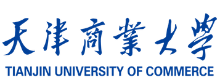 天津商業大學
TIANJIN UNIVERSITY OF COMMERCE